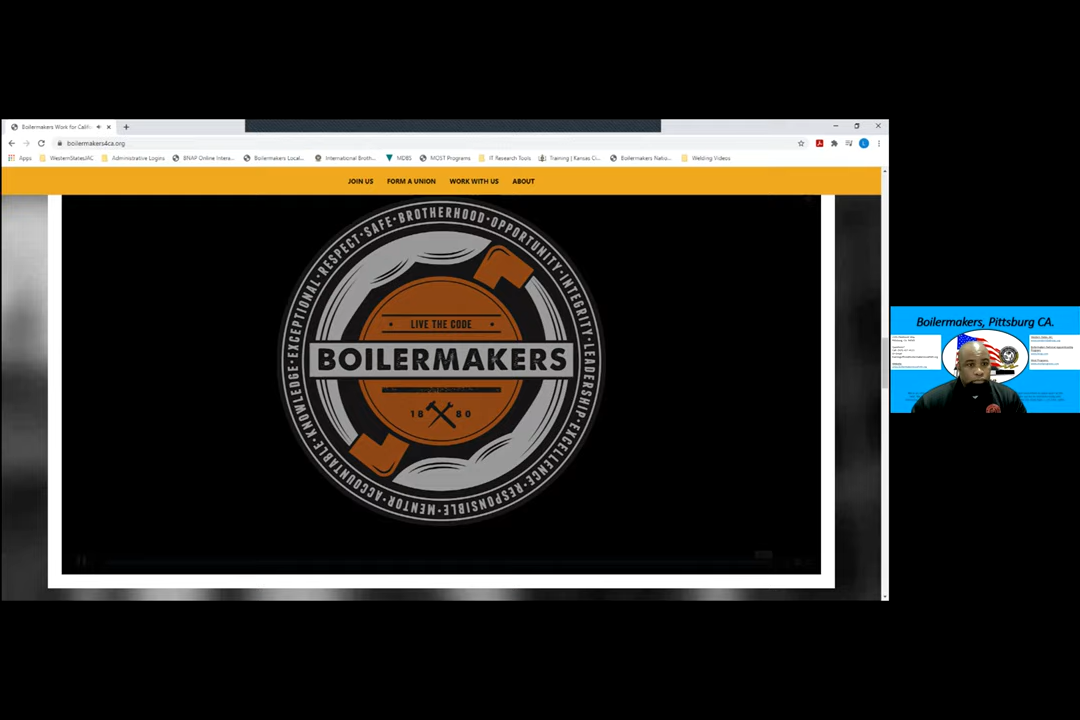 Boilermakers Work for Califo
boilermakers4ca.org
Apps
WesternStatesJAC
Administrative Logins
BNAP Online Intera...
Boilermakers Local...
International Broth...
MDBS
MOST Programs
IT Research Tools
Training | Kansas Ci...
Boilermakers Natio...
Welding Videos
JOIN US
FORM A UNION
WORK WITH US
ABOUT
EXCEPTIONAL · RESPECT · SAFE · BROTHERHOOD · OPPORTUNITY · INTEGRITY · LEADERSHIP · EXCELLENCE · RESPONSIBLE · MENTOR · ACCOUNTABLE · KNOWLEDGE
LIVE THE CODE
BOILERMAKERS
18 80
Boilermakers, Pittsburg CA.